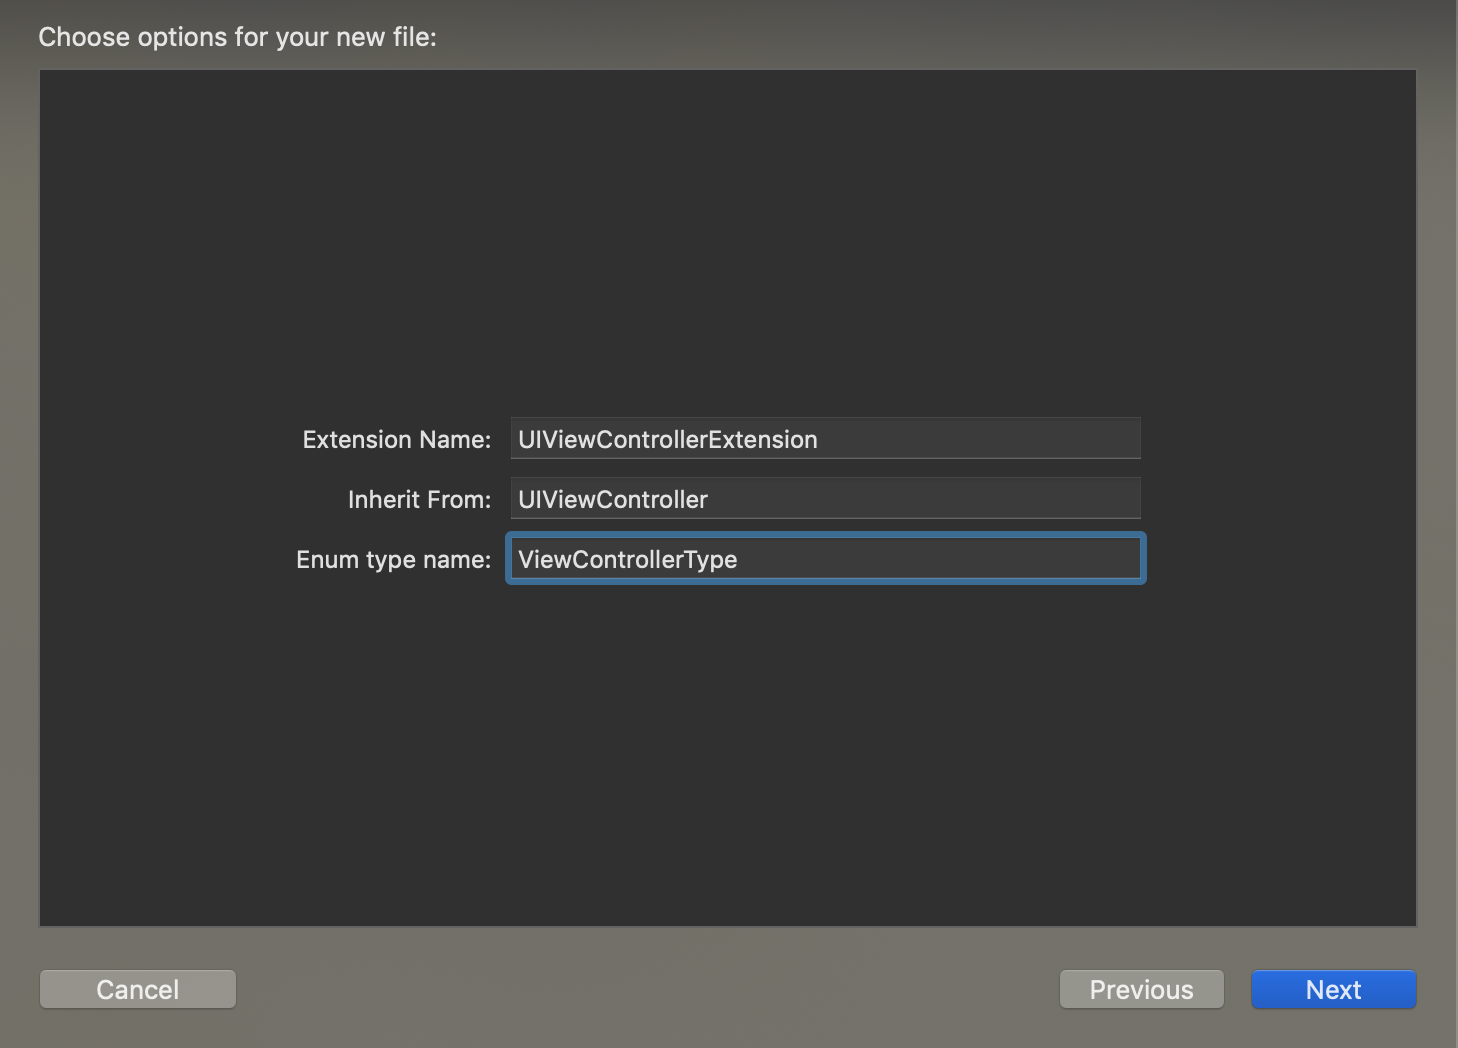 Choose options for your new file:
Extension Name: UIViewControllerExtension
Inherit From: UIViewController
Enum type name: ViewControllerType
Cancel Previous Next